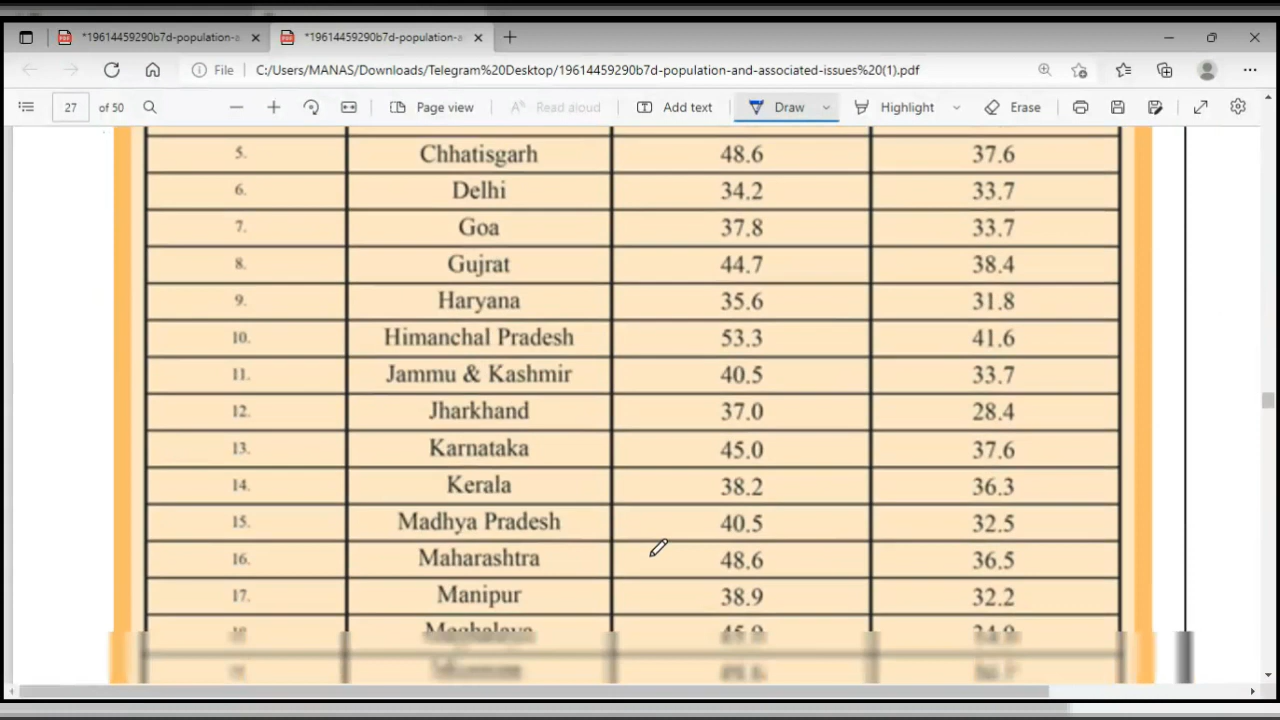 *19614459290b7d-population-a
*19614459290b7d-population-a
File C:/Users/MANAS/Downloads/Telegram%20Desktop/19614459290b7d-population-and-associated-issues%20(1).pdf
27 of 50 Page view Read aloud Add text Draw Highlight Erase
5. Chhatisgarh 48.6 37.6
6. Delhi 34.2 33.7
7. Goa 37.8 33.7
8. Gujrat 44.7 38.4
9. Haryana 35.6 31.8
10. Himanchal Pradesh 53.3 41.6
11. Jammu & Kashmir 40.5 33.7
12. Jharkhand 37.0 28.4
13. Karnataka 45.0 37.6
14. Kerala 38.2 36.3
15. Madhya Pradesh 40.5 32.5
16. Maharashtra 48.6 36.5
17. Manipur 38.9 32.2
Meghalaya